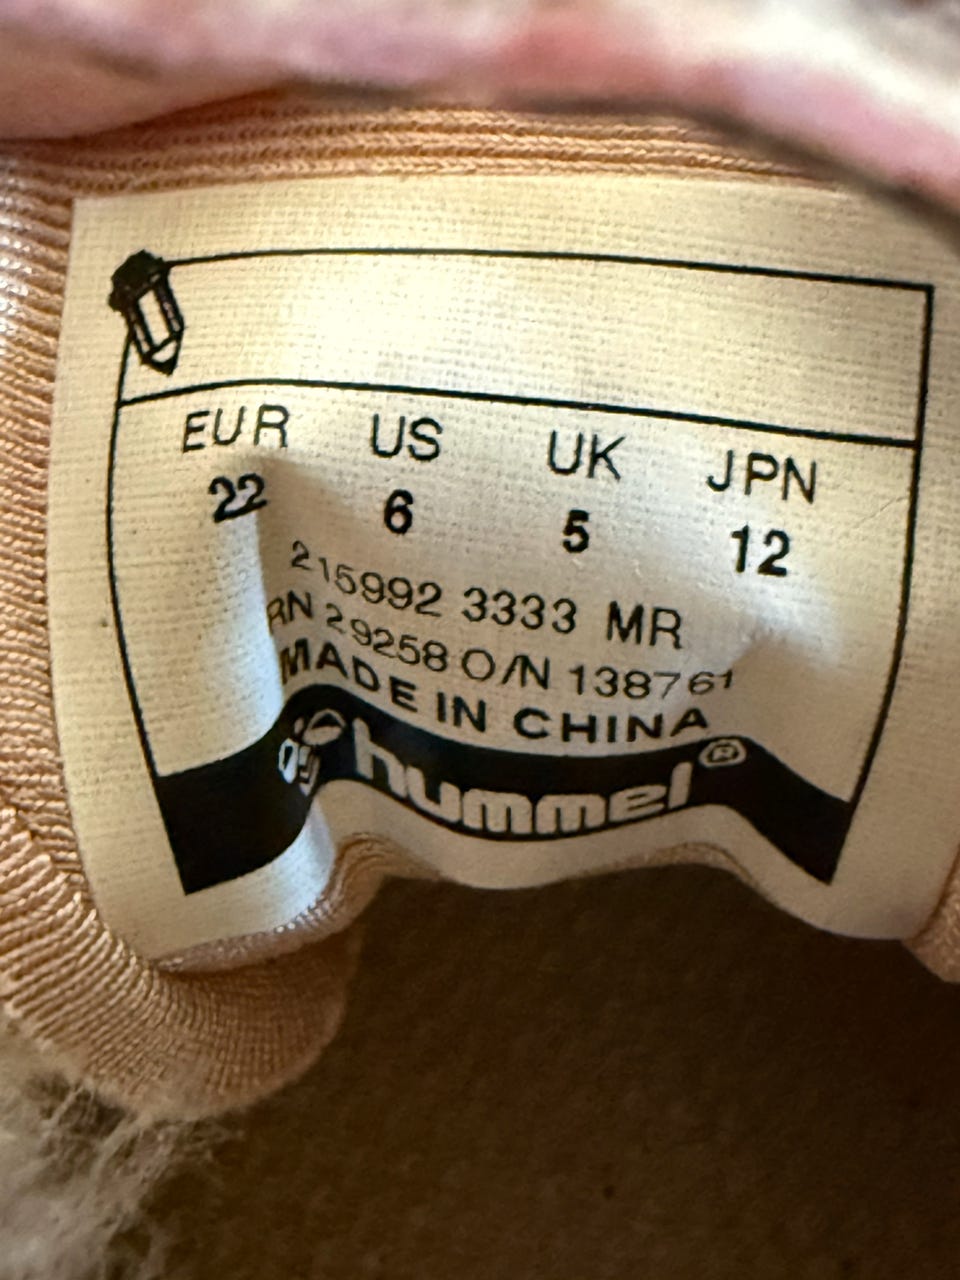 EUR US UK JPN
22 6 5 12
215992 3333 MR
RN 29258 O/N 138761
MADE IN CHINA
hummel®